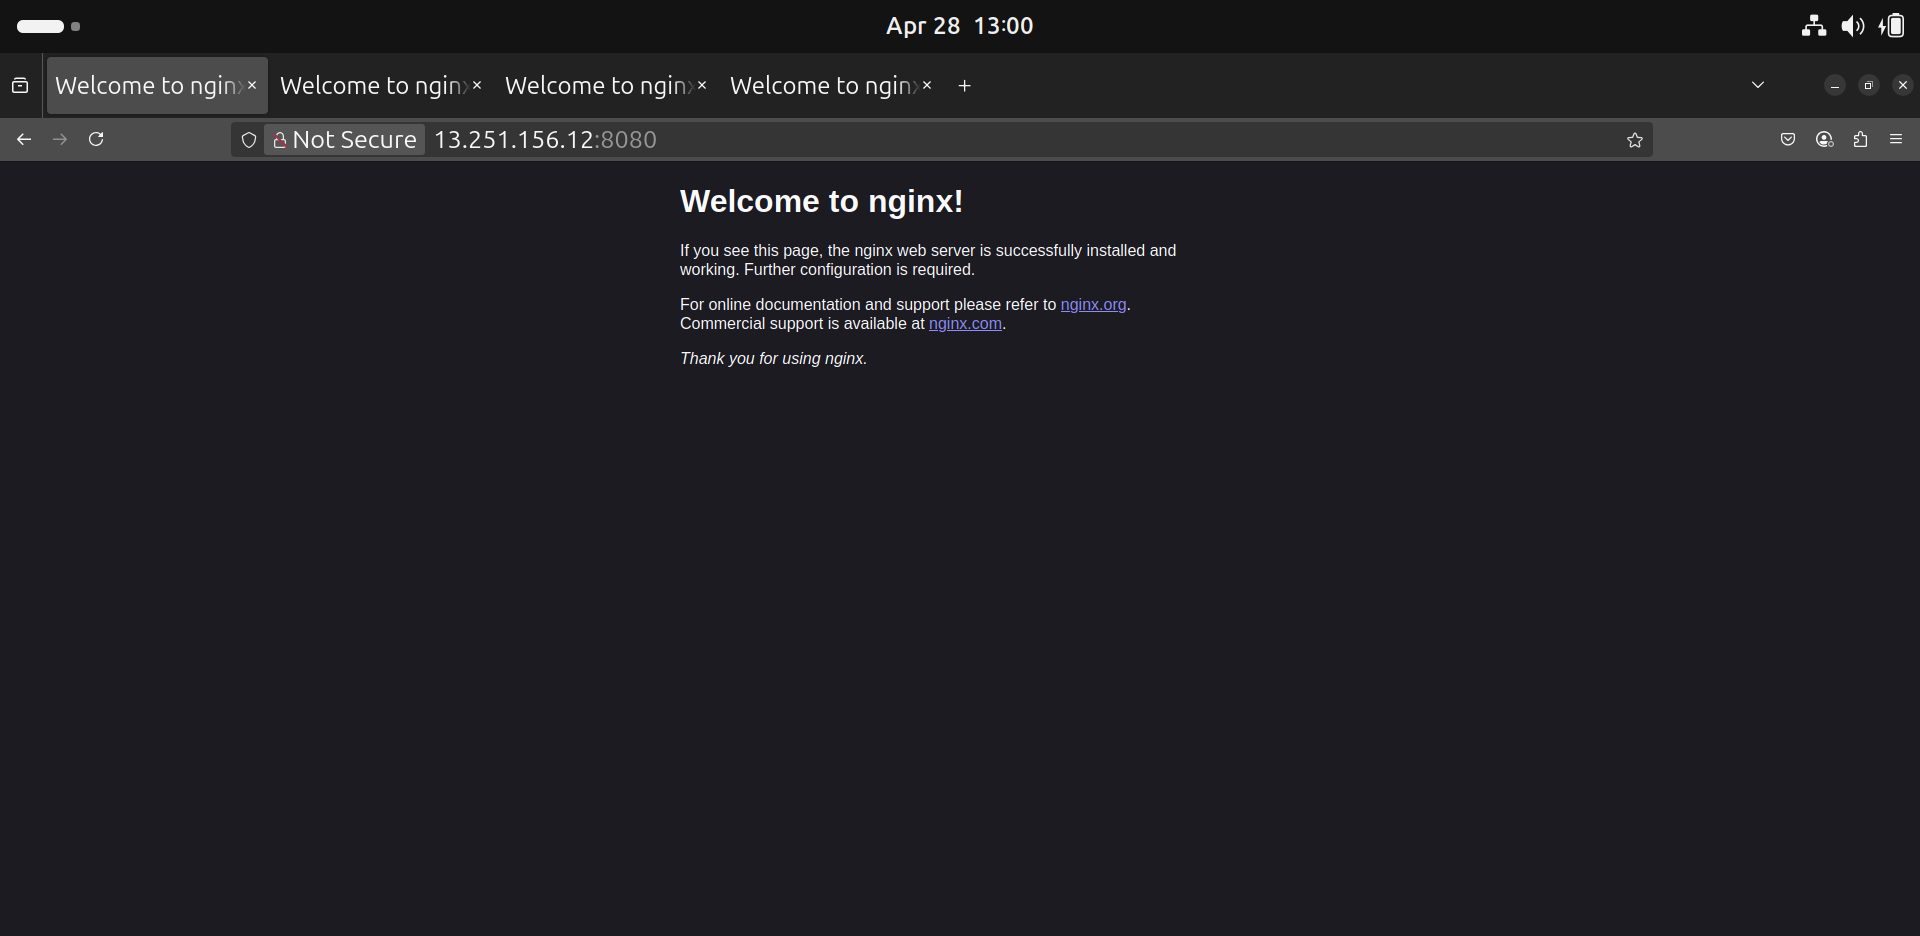 Apr 28 13:00
Welcome to ngin
Welcome to ngin
Welcome to ngin
Welcome to ngin
Not Secure 13.251.156.12:8080
Welcome to nginx!
If you see this page, the nginx web server is successfully installed and
working. Further configuration is required.
For online documentation and support please refer to nginx.org.
Commercial support is available at nginx.com.
Thank you for using nginx.